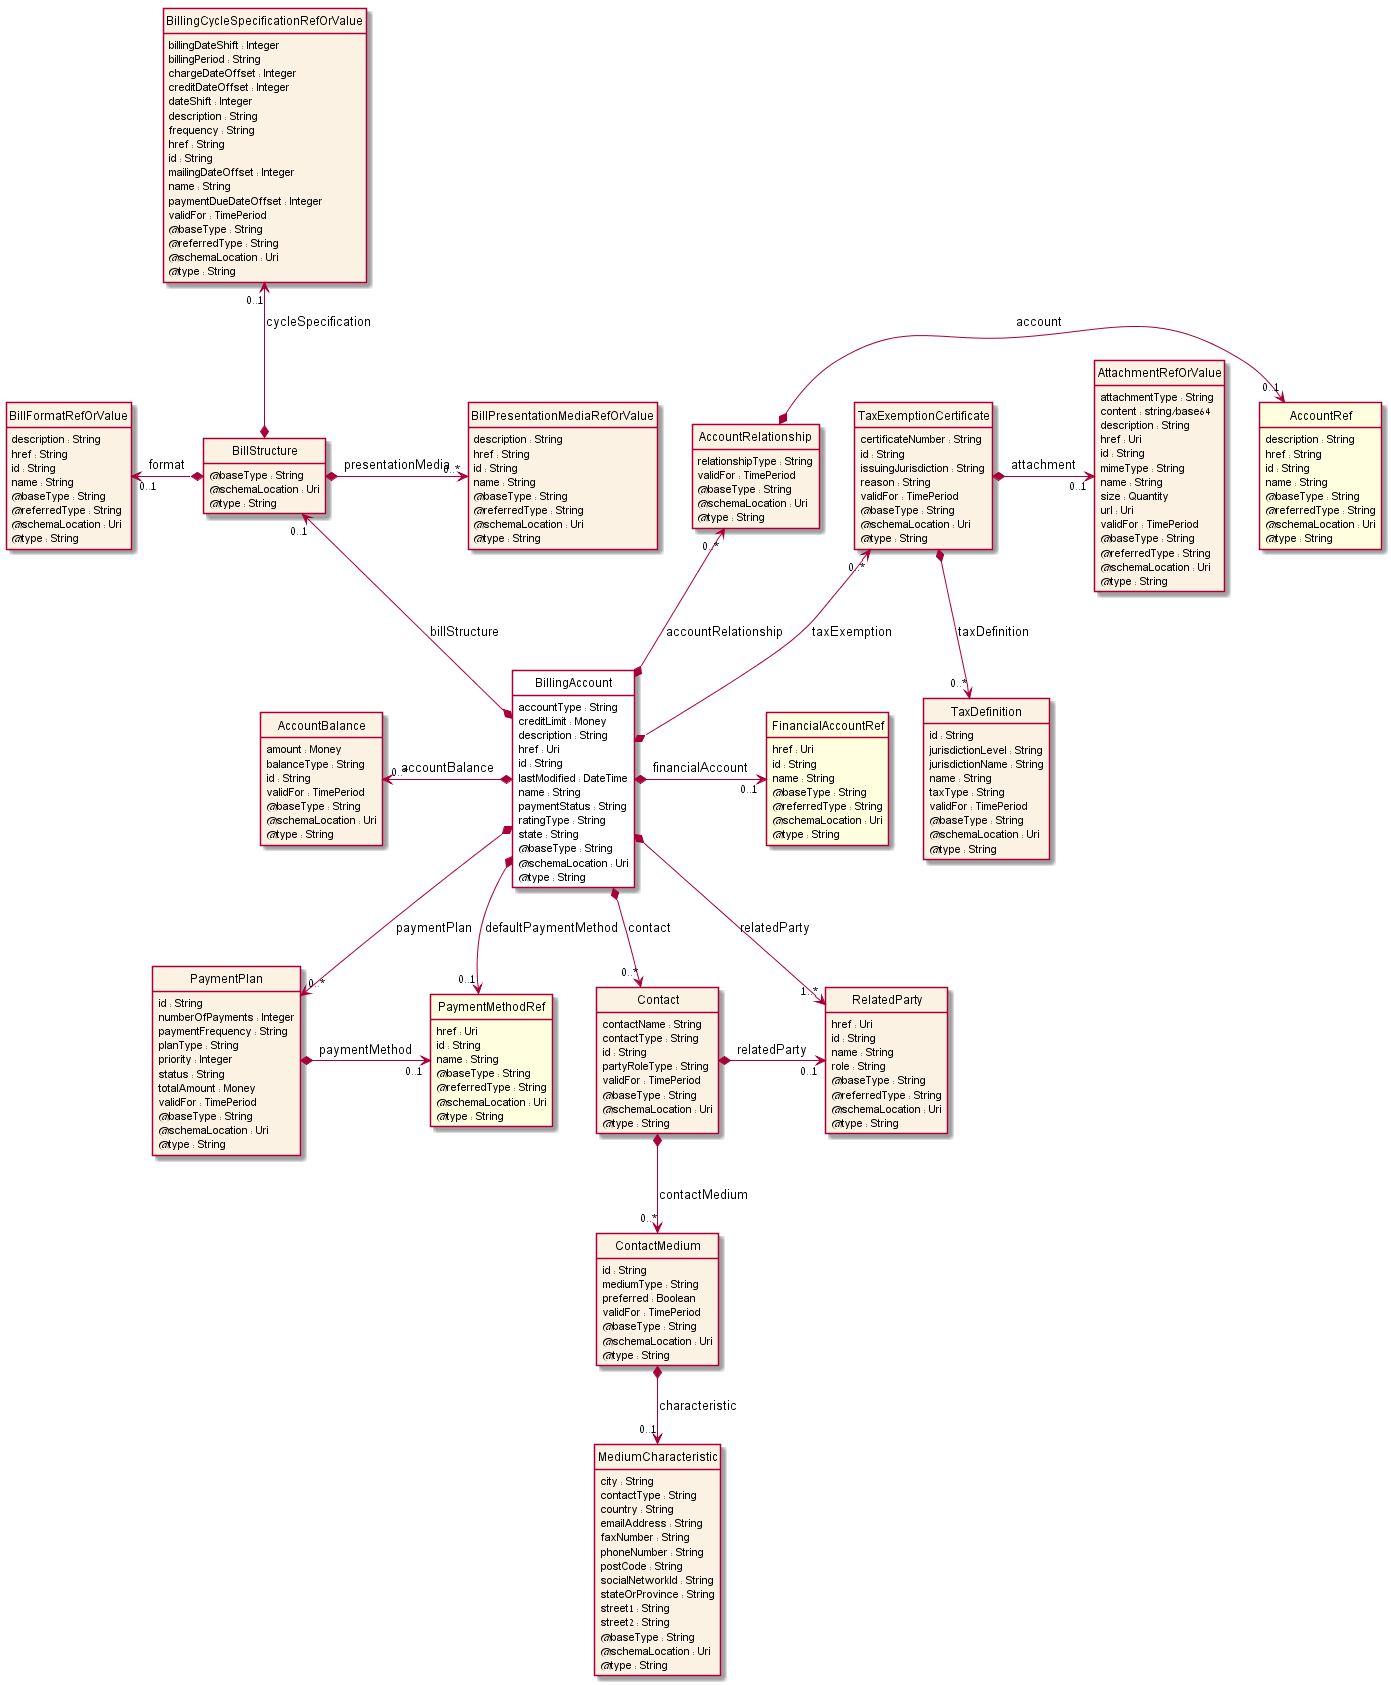 BillingCycleSpecificationRefOrValue
billingDateShift : Integer
billingPeriod : String
chargeDateOffset : Integer
creditDateOffset : Integer
dateShift : Integer
description : String
frequency : String
href : String
id : String
mailingDateOffset : Integer
name : String
paymentDueDateOffset : Integer
validFor : TimePeriod
@baseType : String
@referredType : String
@schemaLocation : Uri
@type : String
0..1
cycleSpecification
account
0..1
BillFormatRefOrValue
description : String
href : String
id : String
name : String
@baseType : String
@referredType : String
@schemaLocation : Uri
@type : String
format
0..1
BillStructure
@baseType : String
@schemaLocation : Uri
@type : String
presentationMedia
0..*
BillPresentationMediaRefOrValue
description : String
href : String
id : String
name : String
@baseType : String
@referredType : String
@schemaLocation : Uri
@type : String
AccountRelationship
relationshipType : String
validFor : TimePeriod
@baseType : String
@schemaLocation : Uri
@type : String
TaxExemptionCertificate
certificateNumber : String
id : String
issuingJurisdiction : String
reason : String
validFor : TimePeriod
@baseType : String
@schemaLocation : Uri
@type : String
attachment
0..1
AttachmentRefOrValue
attachmentType : String
content : string/base64
description : String
href : Uri
id : String
mimeType : String
name : String
size : Quantity
url : Uri
validFor : TimePeriod
@baseType : String
@referredType : String
@schemaLocation : Uri
@type : String
AccountRef
description : String
href : String
id : String
name : String
@baseType : String
@referredType : String
@schemaLocation : Uri
@type : String
0..1
0..*
0..*
billStructure
accountRelationship
taxExemption
taxDefinition
0..*
BillingAccount
accountType : String
creditLimit : Money
description : String
href : Uri
id : String
lastModified : DateTime
name : String
paymentStatus : String
ratingType : String
state : String
@baseType : String
@schemaLocation : Uri
@type : String
AccountBalance
amount : Money
balanceType : String
id : String
validFor : TimePeriod
@baseType : String
@schemaLocation : Uri
@type : String
accountBalance
0..*
financialAccount
0..1
FinancialAccountRef
href : Uri
id : String
name : String
@baseType : String
@referredType : String
@schemaLocation : Uri
@type : String
TaxDefinition
id : String
jurisdictionLevel : String
jurisdictionName : String
name : String
taxType : String
validFor : TimePeriod
@baseType : String
@schemaLocation : Uri
@type : String
paymentPlan
defaultPaymentMethod
contact
relatedParty
0..*
0..1
0..*
1..*
PaymentPlan
id : String
numberOfPayments : Integer
paymentFrequency : String
planType : String
priority : Integer
status : String
totalAmount : Money
validFor : TimePeriod
@baseType : String
@schemaLocation : Uri
@type : String
paymentMethod
0..1
PaymentMethodRef
href : Uri
id : String
name : String
@baseType : String
@referredType : String
@schemaLocation : Uri
@type : String
Contact
contactName : String
contactType : String
id : String
partyRoleType : String
validFor : TimePeriod
@baseType : String
@schemaLocation : Uri
@type : String
relatedParty
0..1
RelatedParty
href : Uri
id : String
name : String
role : String
@baseType : String
@referredType : String
@schemaLocation : Uri
@type : String
contactMedium
0..*
ContactMedium
id : String
mediumType : String
preferred : Boolean
validFor : TimePeriod
@baseType : String
@schemaLocation : Uri
@type : String
characteristic
0..1
MediumCharacteristic
city : String
contactType : String
country : String
emailAddress : String
faxNumber : String
phoneNumber : String
postCode : String
socialNetworkId : String
stateOrProvince : String
street1 : String
street2 : String
@baseType : String
@schemaLocation : Uri
@type : String